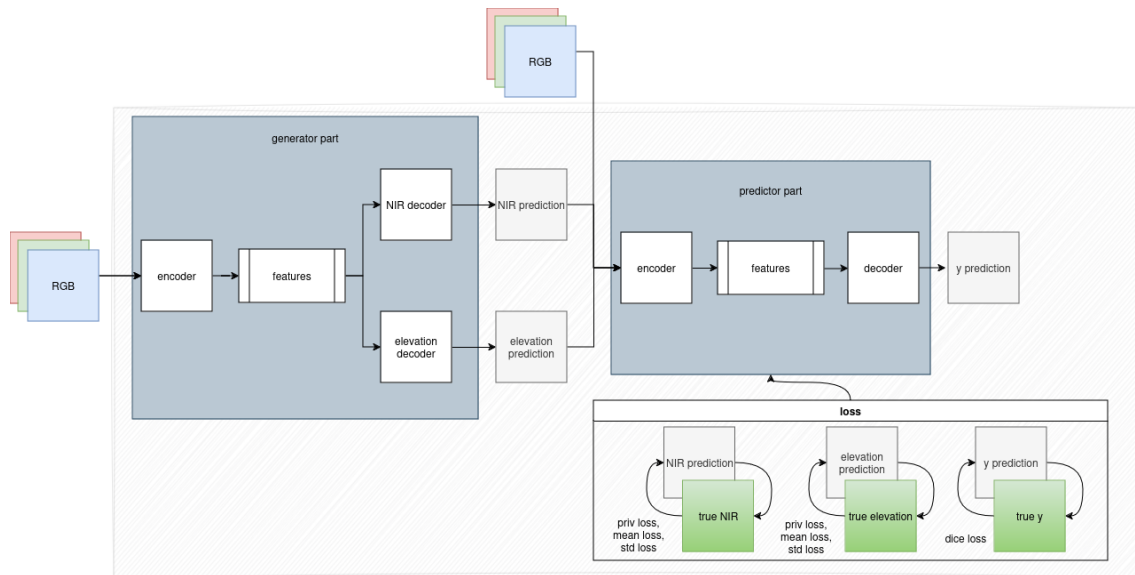 RGB
generator part
NIR decoder
NIR prediction
predictor part
RGB
encoder
features
encoder
features
decoder
y prediction
elevation
decoder
elevation
prediction
loss
NIR prediction
elevation
prediction
y prediction
true NIR
true elevation
true y
priv loss,
mean loss,
std loss
priv loss,
mean loss,
std loss
dice loss